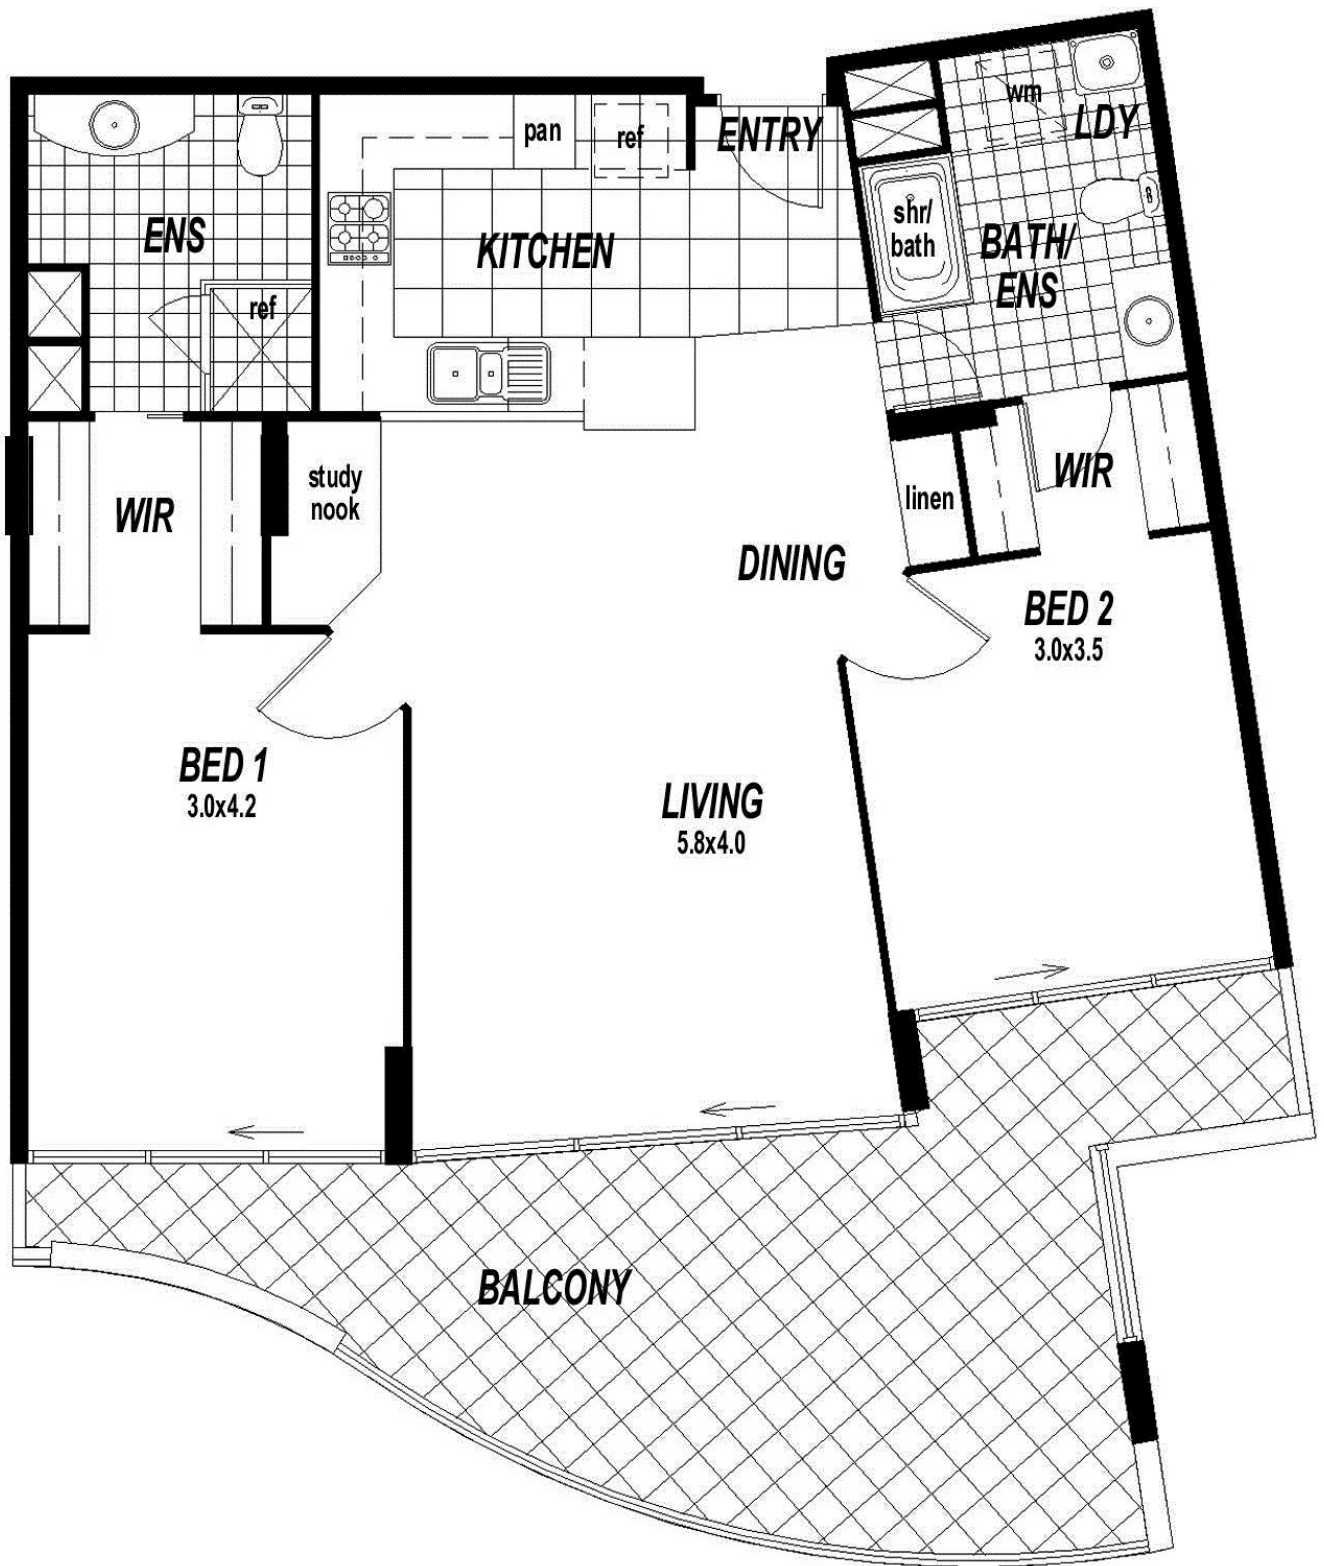 pan
ref
ENTRY
wm
LDY
ENS
KITCHEN
shr/
bath
BATH/
ENS
ref
study
nook
WIR
linen
WIR
DINING
BED 2
3.0x3.5
BED 1
3.0x4.2
LIVING
5.8x4.0
BALCONY